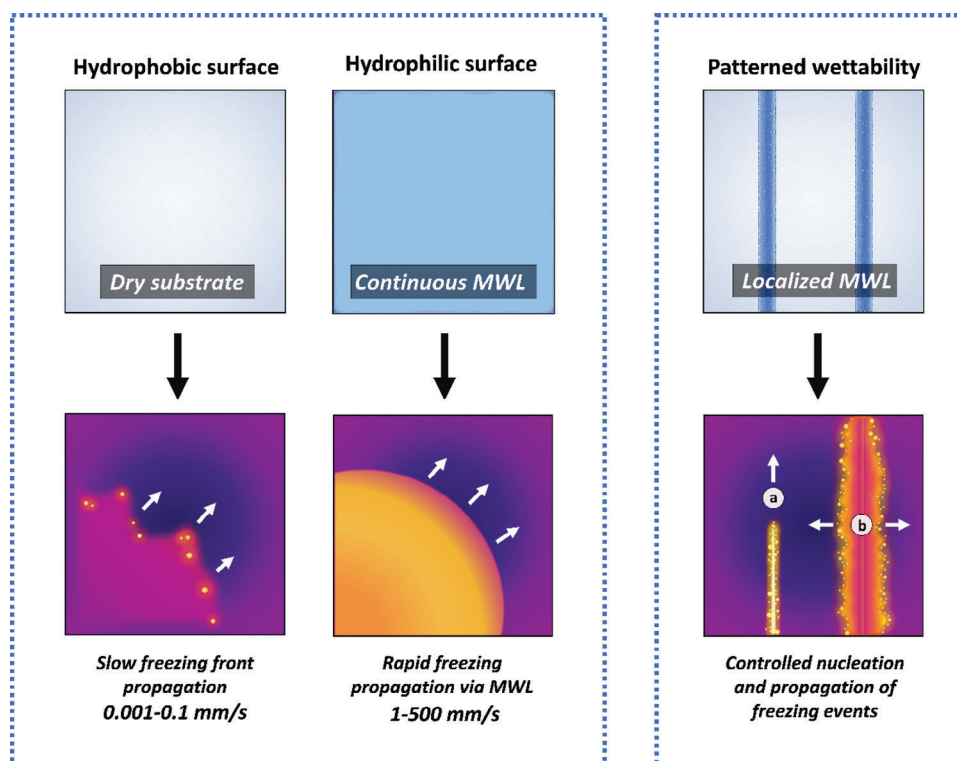 Hydrophobic surface
Dry substrate
Slow freezing front
propagation
0.001-0.1 mm/s
Hydrophilic surface
Continuous MWL
Rapid freezing
propagation via MWL
1-500 mm/s
Patterned wettability
Localized MWL
a
b
Controlled nucleation
and propagation of
freezing events